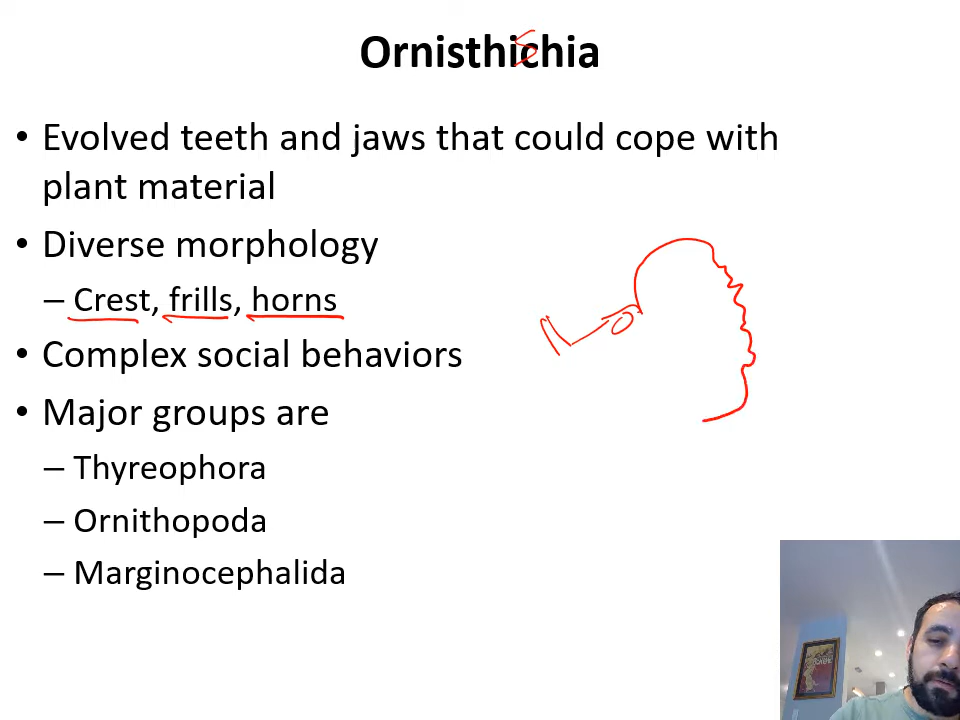 Ornisthichia
s
• Evolved teeth and jaws that could cope with
plant material
• Diverse morphology
– Crest, frills, horns
• Complex social behaviors
• Major groups are
– Thyreophora
– Ornithopoda
– Marginocephalida